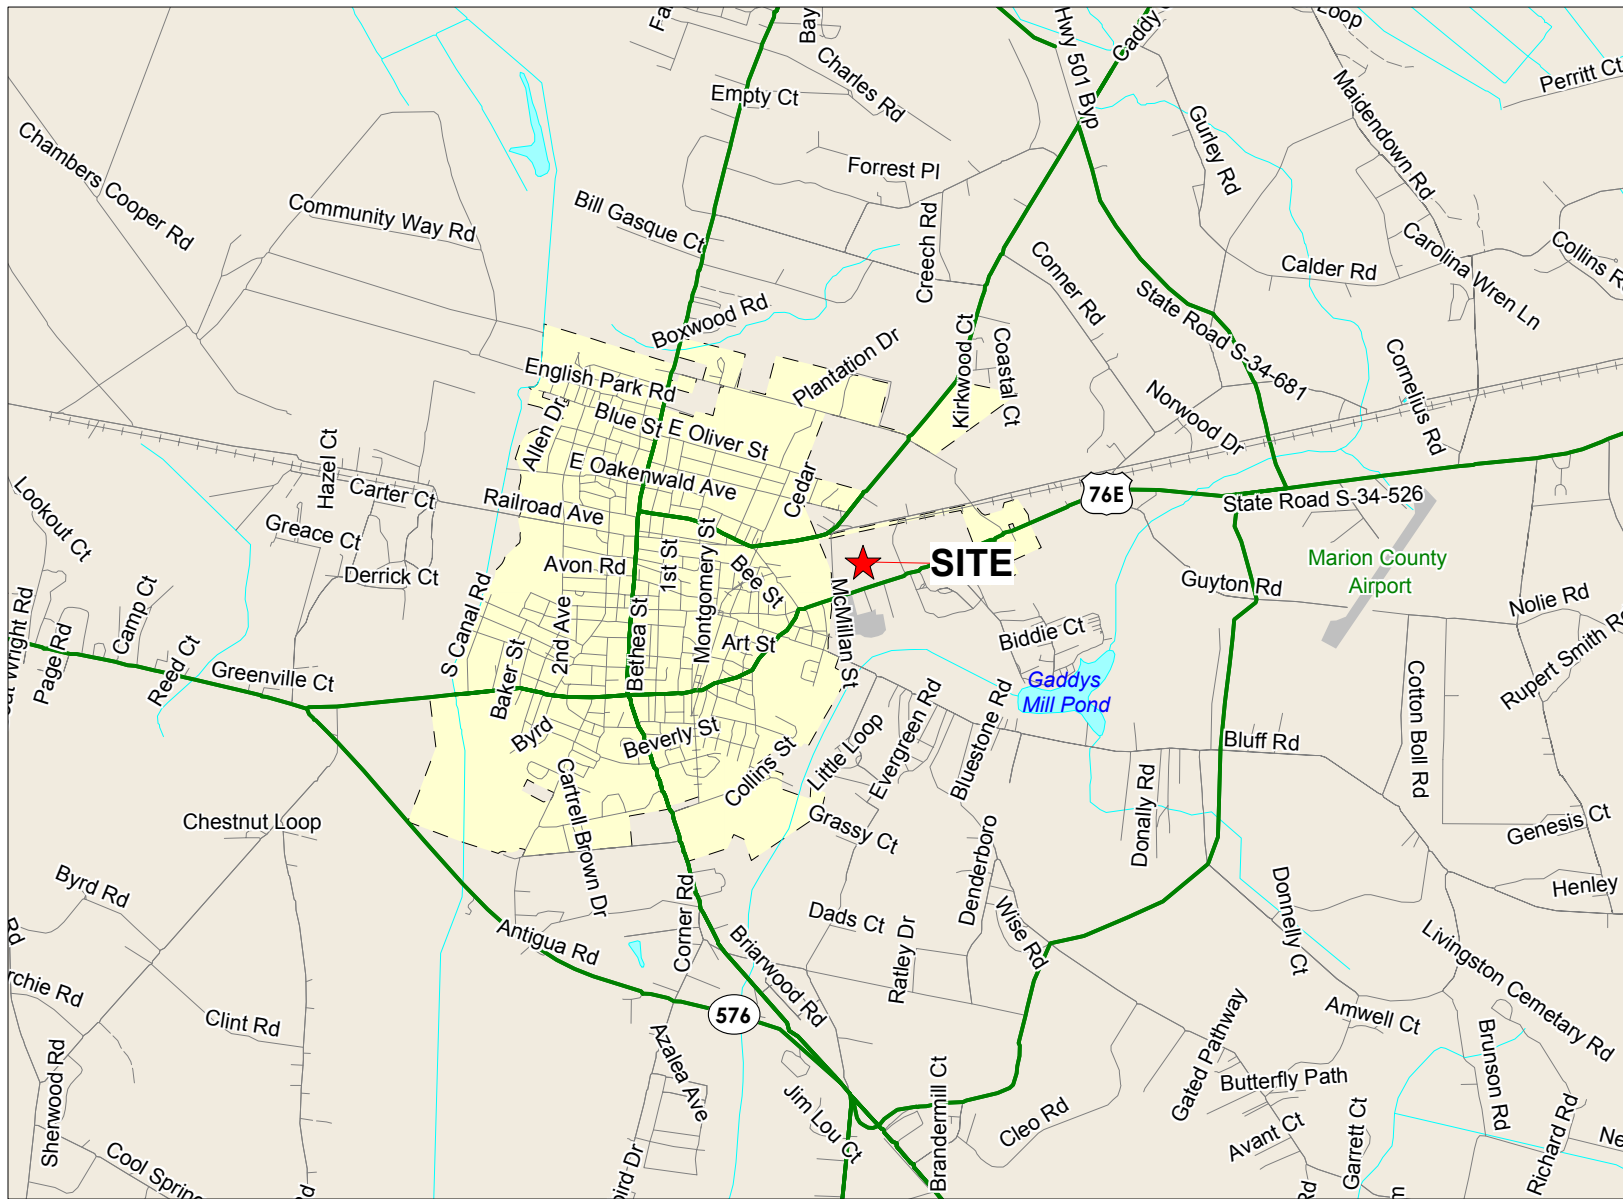 Charles Rd
Empty Ct
Hwy 501 Byp
Perritt Ct
Maidendown Rd
Gurley Rd
Chambers Cooper Rd
Community Way Rd
Bill Gasque Ct
Forrest Pl
Creech Rd
Conner Rd
Calder Rd
Carolina Wren Ln
Boxwood Rd
State Road S-34-681
Plantation Dr
Kirkwood Ct
Coastal Ct
Cornelius Rd
English Park Rd
Allen Dr
Blue St
E Oliver St
Norwood Dr
E Oakenwald Ave
Cedar
Hazel Ct
Carter Ct
Railroad Ave
76E
State Road S-34-526
Lookout Ct
Greace Ct
Derrick Ct
Avon Rd
1st St
Montgomery St
Bee St
SITE
Marion County
Airport
Guyton Rd
Nolie Rd
Rupert Smith Rd
Page Rd
Camp Ct
Reed Ct
Greenville Ct
S Canal Rd
Baker St
2nd Ave
Bethea St
Art St
McMillan St
Biddie Ct
Gaddys
Mill Pond
Byrd
Beverly St
Collins St
Little Loop
Evergreen Rd
Bluestone Rd
Bluff Rd
Cotton Boll Rd
Cartrell Brown Dr
Grassy Ct
Donally Rd
Genesis Ct
Chestnut Loop
Byrd Rd
Denderboro
Henley
Antigua Rd
Corner Rd
Briarwood Rd
Dads Ct
Ratley Dr
Wise Rd
Donnelly Ct
Livingston Cemetary Rd
Clint Rd
576
Amwell Ct
Gated Pathway
Brunson Rd
Sherwood Rd
Azalea Ave
Jim Lou Ct
Brandermill Ct
Cleo Rd
Butterfly Path
Avant Ct
Garrett Ct
Richard Rd